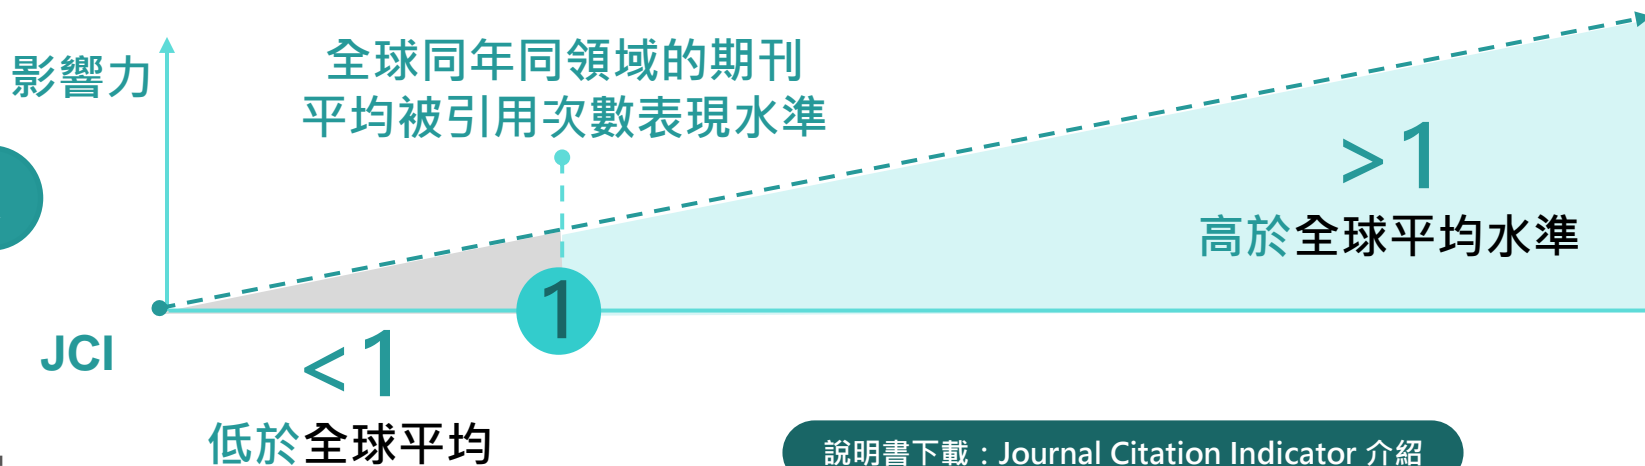 影響力
全球同年同領域的期刊
平均被引用次數表現水準
>1
高於全球平均水準
1
JCI
<1
低於全球平均
說明書下載：Journal Citation Indicator 介紹